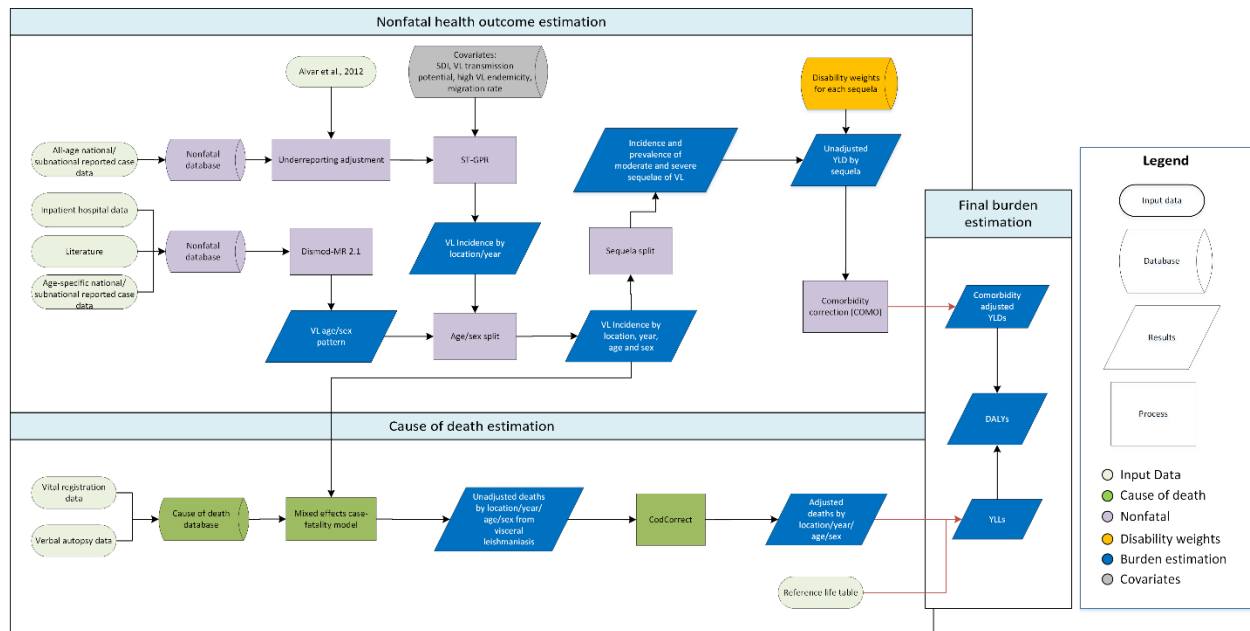 Nonfatal health outcome estimation
Alvar et al., 2012
Covariates:
SDI, VL transmission
potential, high VL endemicity,
migration rate
Disability weights
for each sequela
All-age national/
subnational reported case
data
Nonfatal
database
Underreporting adjustment
ST-GPR
Incidence and
prevalence of
moderate and severe
sequelae of VL
Unadjusted
YLD by
sequela
Inpatient hospital data
Literature
Age-specific national/
subnational reported case
data
Nonfatal
database
Dismod-MR 2.1
VL Incidence by
location/year
Sequela split
Comorbidity
correction (COMO)
VL age/sex
pattern
Age/sex split
VL Incidence by
location, year,
age and sex
Final burden
estimation
Comorbidity
adjusted
YLDs
DALYs
YLLs
Cause of death estimation
Vital registration
data
Verbal autopsy data
Cause of death
database
Mixed effects case-
fatality model
Unadjusted deaths
by location/year/
age/sex from
visceral
leishmaniasis
CodCorrect
Adjusted
deaths by
location/year/
age/sex
Reference life table
Legend
Input data
Database
Results
Process
Input Data
Cause of death
Nonfatal
Disability weights
Burden estimation
Covariates